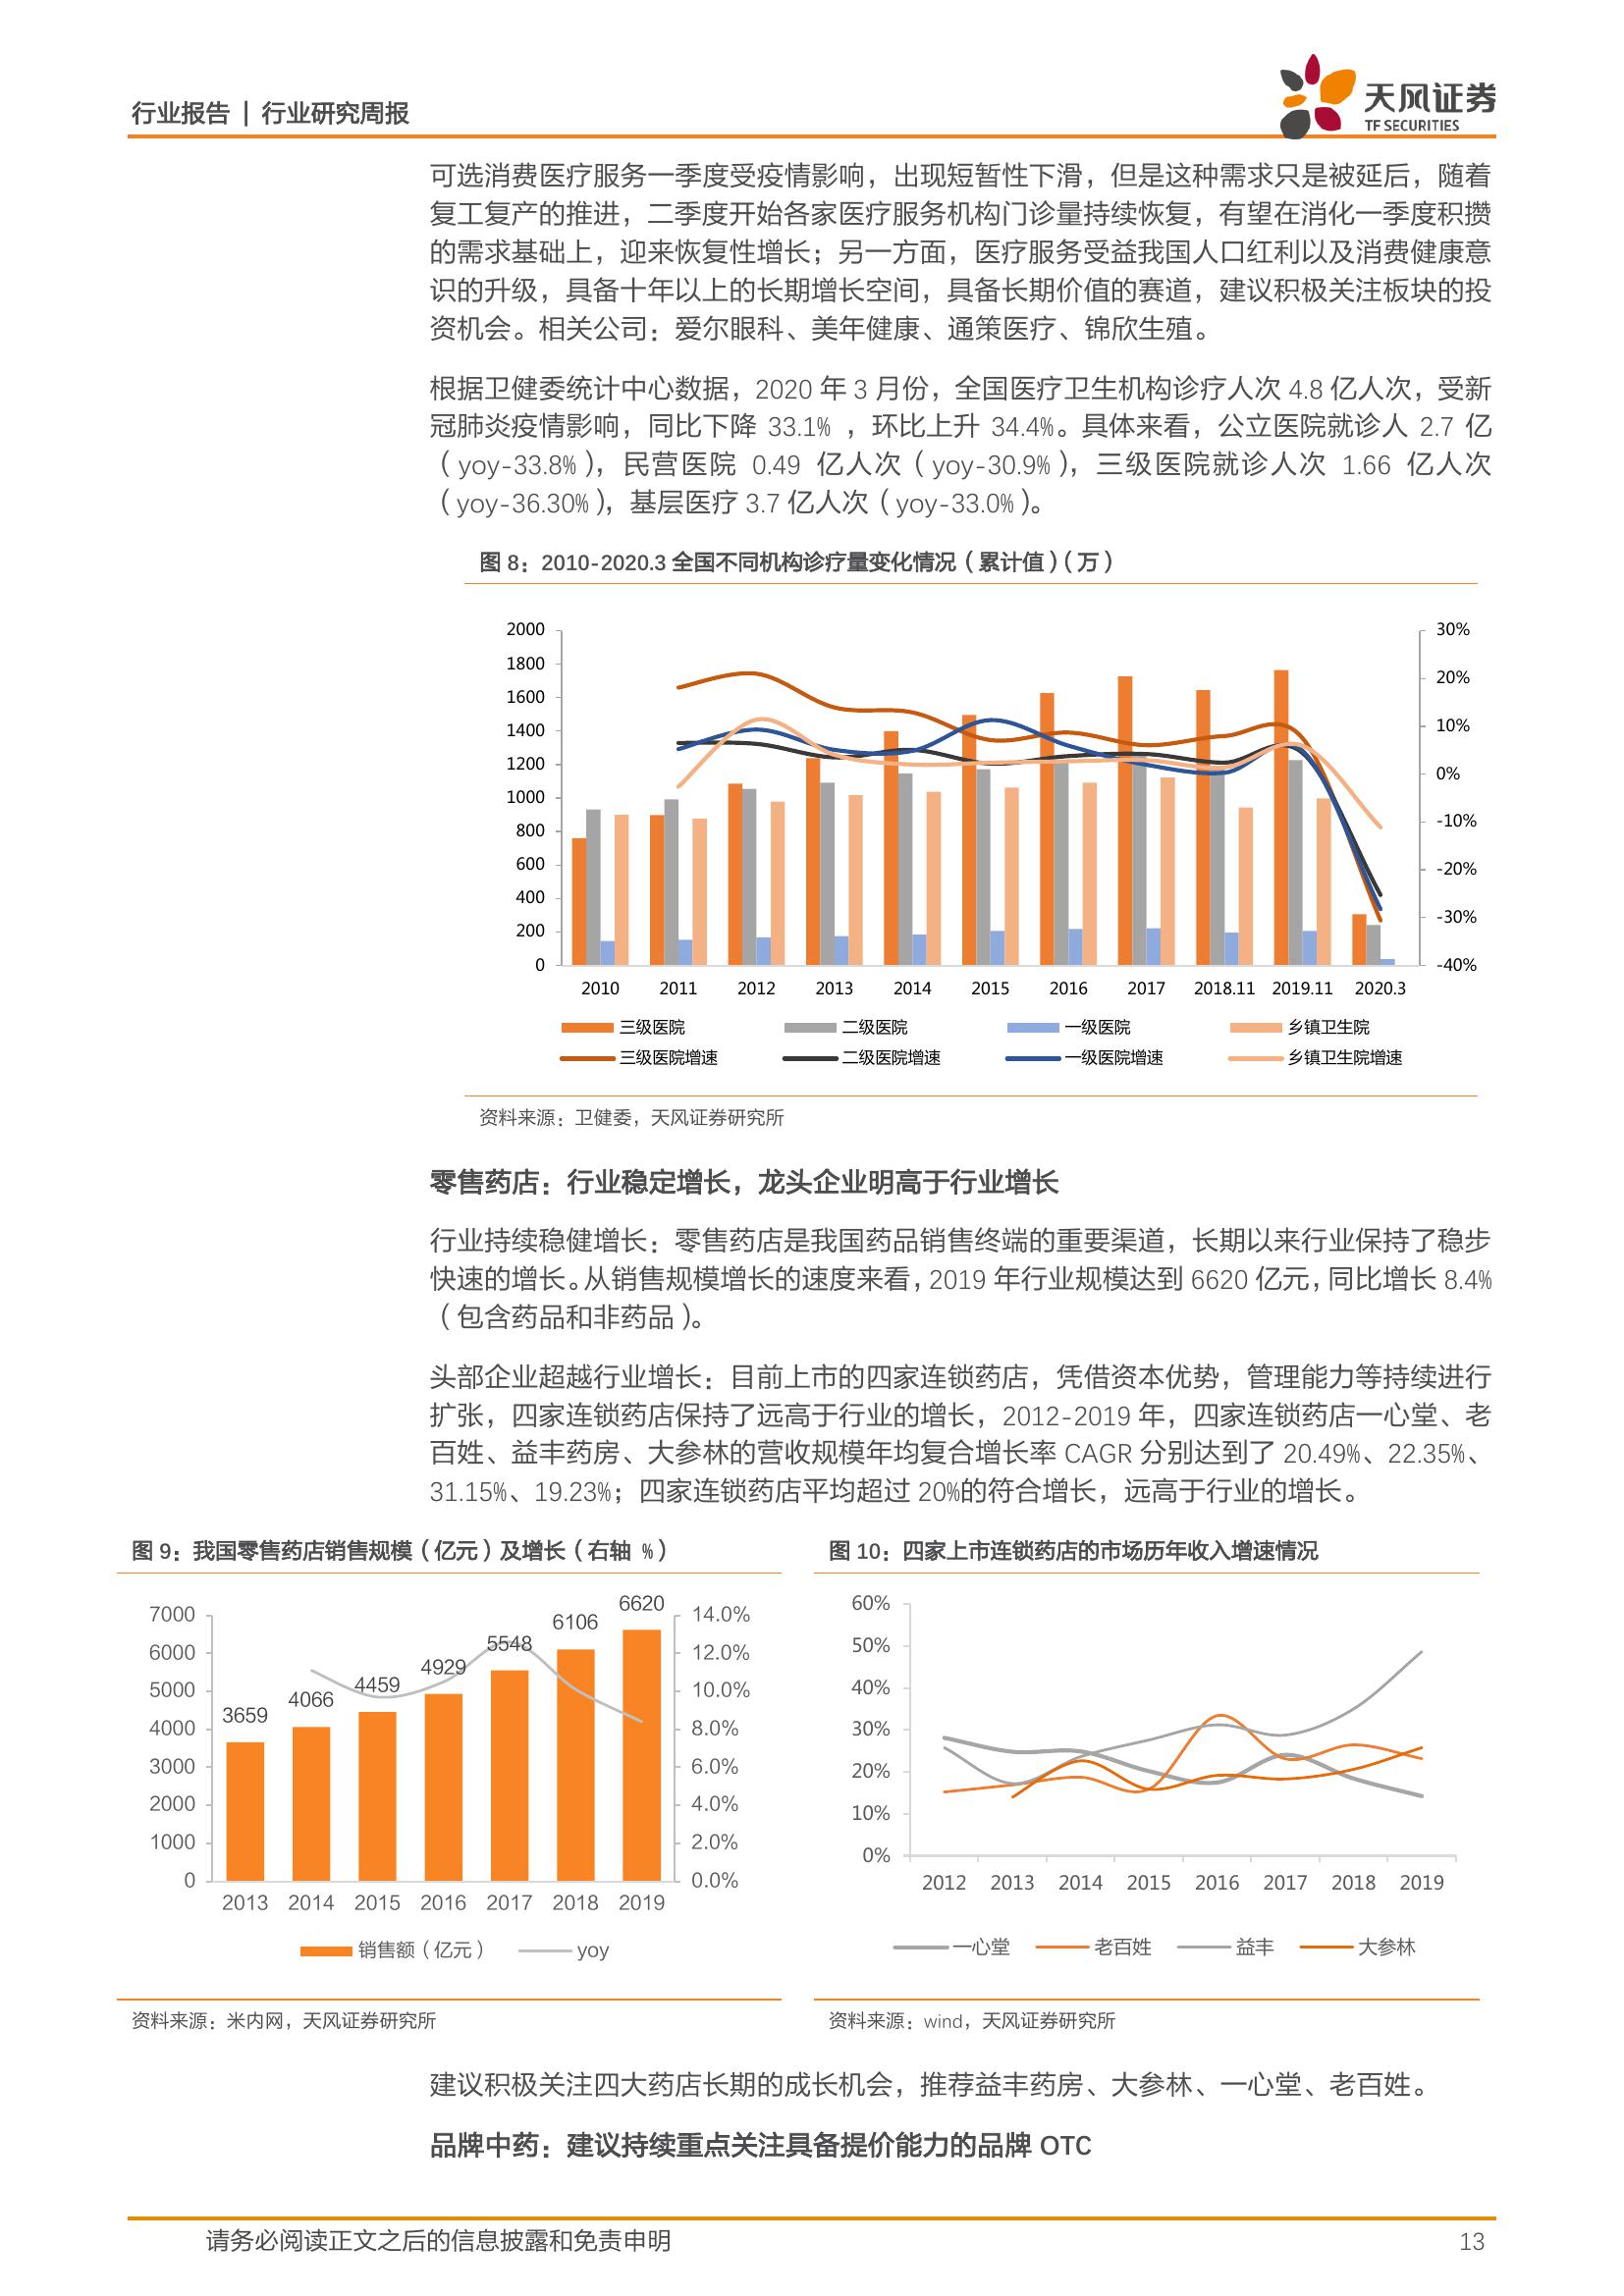 行业报告 | 行业研究周报
天风证券
TF SECURITIES
可选消费医疗服务一季度受疫情影响，出现短暂性下滑，但是这种需求只是被延后，随着
复工复产的推进，二季度开始各家医疗服务机构门诊量持续恢复，有望在消化一季度积攒
的需求基础上，迎来恢复性增长；另一方面，医疗服务受益我国人口红利以及消费健康意
识的升级，具备十年以上的长期增长空间，具备长期价值的赛道，建议积极关注板块的投
资机会。相关公司：爱尔眼科、美年健康、通策医疗、锦欣生殖。
根据卫健委统计中心数据，2020 年 3 月份，全国医疗卫生机构诊疗人次 4.8 亿人次，受新
冠肺炎疫情影响，同比下降 33.1% ，环比上升 34.4%。具体来看，公立医院就诊人 2.7 亿
（yoy-33.8%），民营医院 0.49 亿人次（yoy-30.9%），三级医院就诊人次 1.66 亿人次
（yoy-36.30%），基层医疗 3.7 亿人次（yoy-33.0%）。
图 8：2010-2020.3 全国不同机构诊疗量变化情况（累计值）（万）
2000 30%
1800 20%
1600
1400 10%
1200 0%
1000
800 -10%
600 -20%
400 -30%
200
0 -40%
2010 2011 2012 2013 2014 2015 2016 2017 2018.11 2019.11 2020.3
三级医院 二级医院 一级医院 乡镇卫生院
三级医院增速 二级医院增速 一级医院增速 乡镇卫生院增速
资料来源：卫健委，天风证券研究所
零售药店：行业稳定增长，龙头企业明高于行业增长
行业持续稳健增长：零售药店是我国药品销售终端的重要渠道，长期以来行业保持了稳步
快速的增长。从销售规模增长的速度来看，2019 年行业规模达到 6620 亿元，同比增长 8.4%
（包含药品和非药品）。
头部企业超越行业增长：目前上市的四家连锁药店，凭借资本优势，管理能力等持续进行
扩张，四家连锁药店保持了远高于行业的增长，2012-2019 年，四家连锁药店一心堂、老
百姓、益丰药房、大参林的营收规模年均复合增长率 CAGR 分别达到了 20.49%、22.35%、
31.15%、19.23%；四家连锁药店平均超过 20%的符合增长，远高于行业的增长。
图 9：我国零售药店销售规模（亿元）及增长（右轴 %）
7000 14.0%
6000 12.0%
5000 10.0%
4000 8.0%
3000 6.0%
2000 4.0%
1000 2.0%
0 0.0%
3659 4066 4459 4929 5548 6106 6620
2013 2014 2015 2016 2017 2018 2019
销售额（亿元） yoy
资料来源：米内网，天风证券研究所
图 10：四家上市连锁药店的市场历年收入增速情况
60%
50%
40%
30%
20%
10%
0%
2012 2013 2014 2015 2016 2017 2018 2019
一心堂 老百姓 益丰 大参林
资料来源：wind，天风证券研究所
建议积极关注四大药店长期的成长机会，推荐益丰药房、大参林、一心堂、老百姓。
品牌中药：建议持续重点关注具备提价能力的品牌 OTC
请务必阅读正文之后的信息披露和免责申明 13